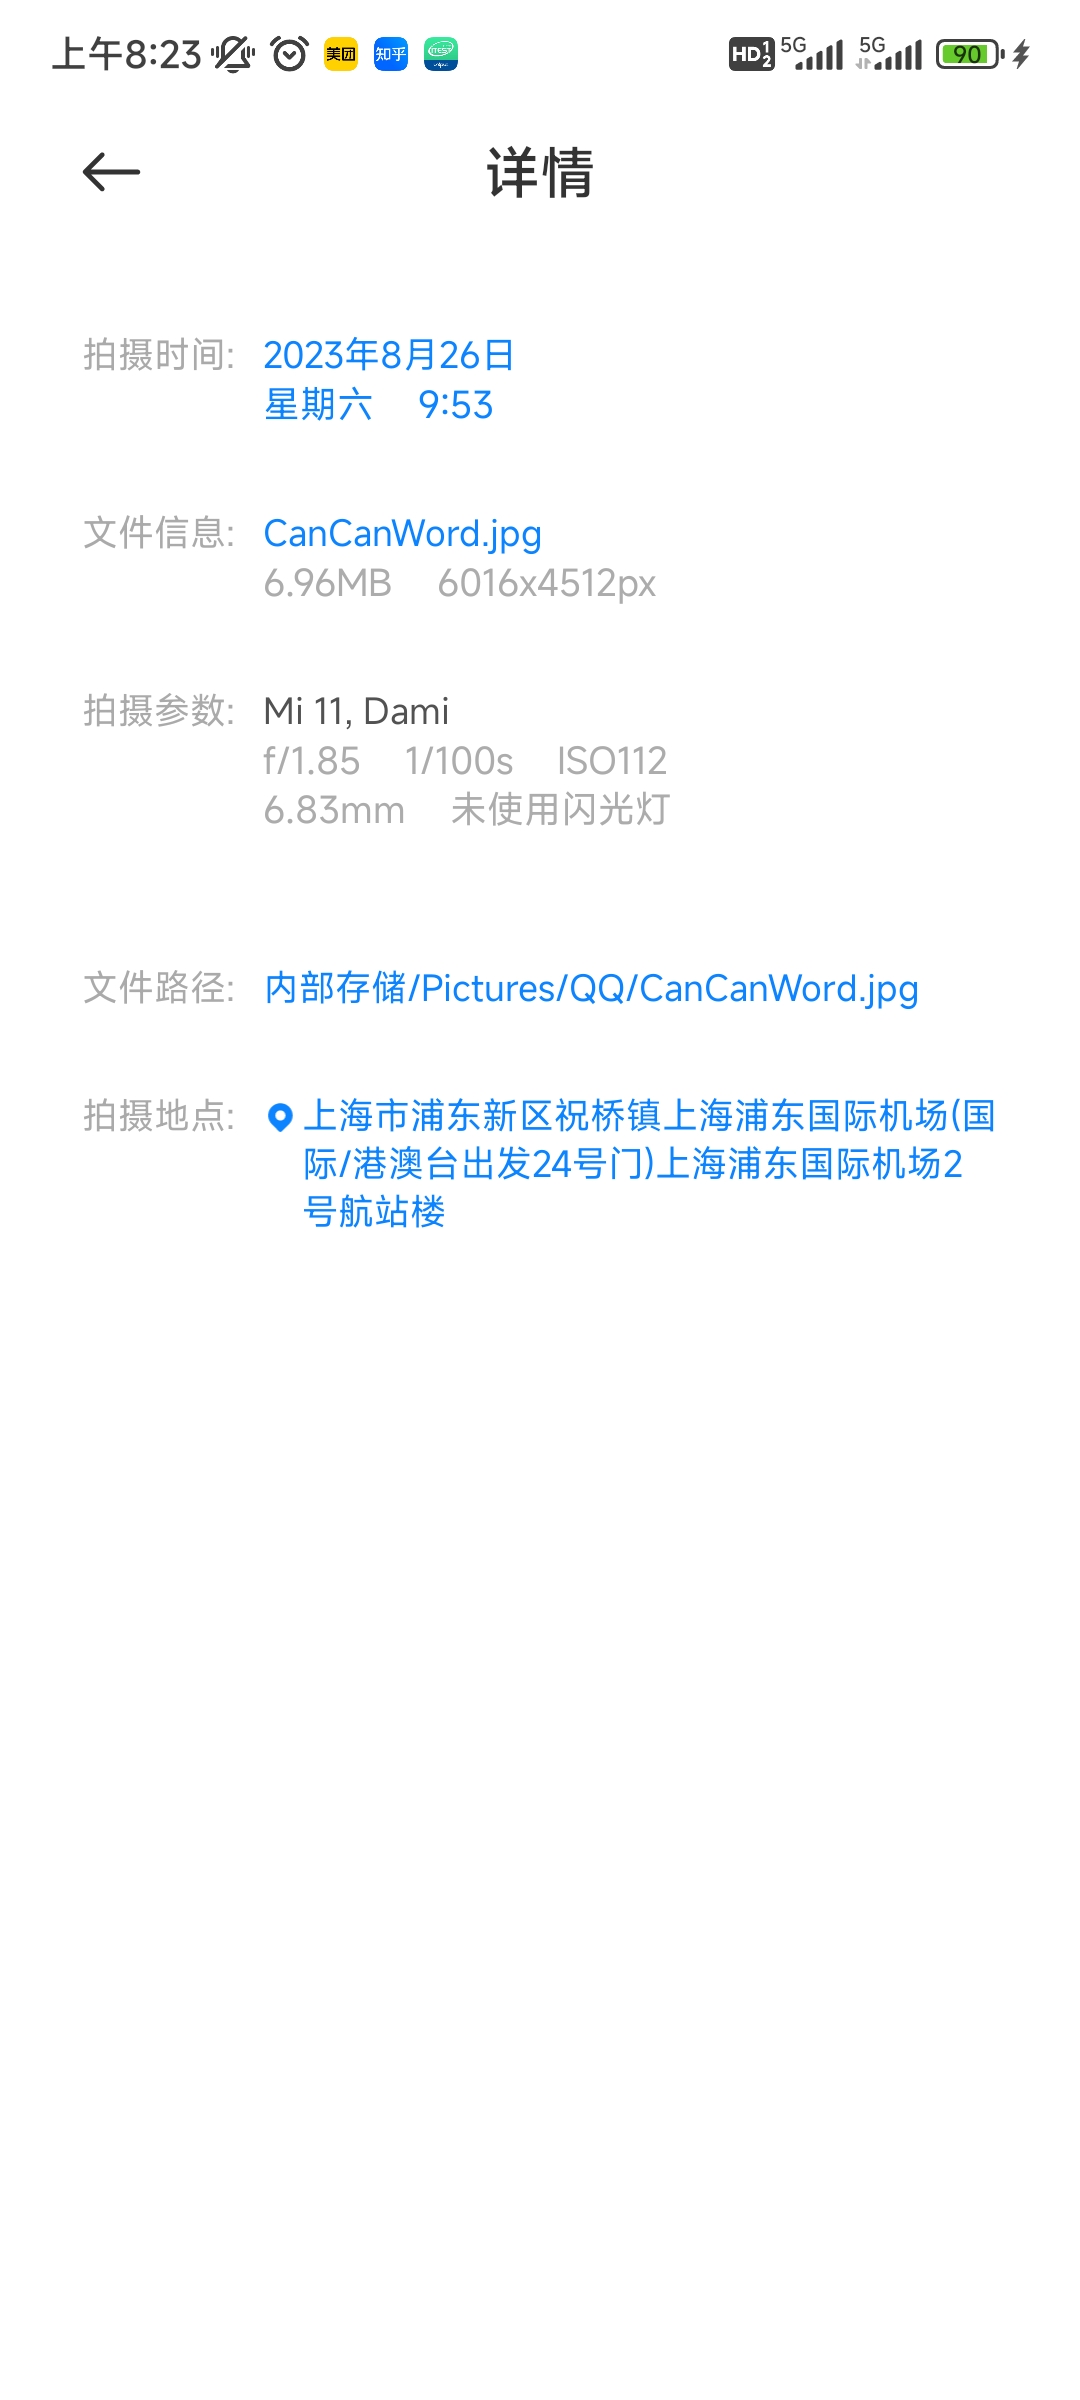 上午8:23 美团 知乎 HD 1 2 5G 5G 90
详情
拍摄时间: 2023年8月26日
星期六 9:53
文件信息: CanCanWord.jpg
6.96MB 6016x4512px
拍摄参数: Mi 11, Dami
f/1.85 1/100s ISO112
6.83mm 未使用闪光灯
文件路径: 内部存储/Pictures/QQ/CanCanWord.jpg
拍摄地点: 上海市浦东新区祝桥镇上海浦东国际机场(国
际/港澳台出发24号门)上海浦东国际机场2
号航站楼